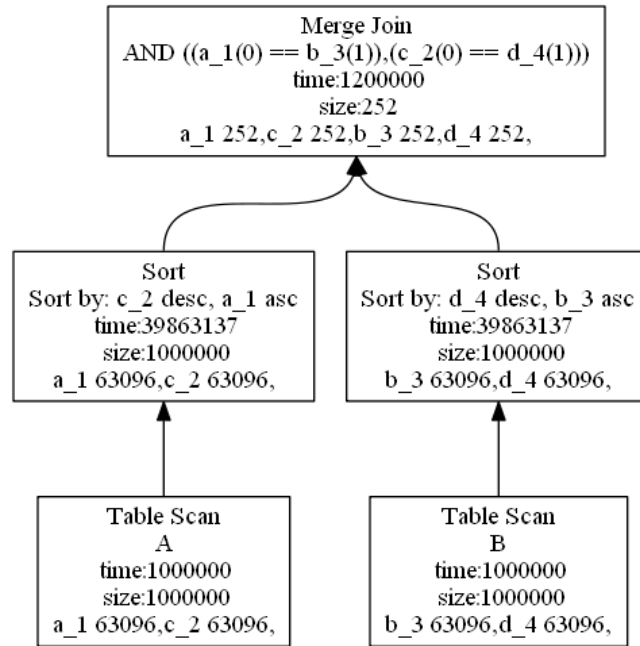 Merge Join
AND ((a_1(0) == b_3(1)),(c_2(0) == d_4(1)))
time:1200000
size:252
a_1 252,c_2 252,b_3 252,d_4 252,
Sort
Sort by: c_2 desc, a_1 asc
time:39863137
size:1000000
a_1 63096,c_2 63096,
Sort
Sort by: d_4 desc, b_3 asc
time:39863137
size:1000000
b_3 63096,d_4 63096,
Table Scan
A
time:1000000
size:1000000
a_1 63096,c_2 63096,
Table Scan
B
time:1000000
size:1000000
b_3 63096,d_4 63096,